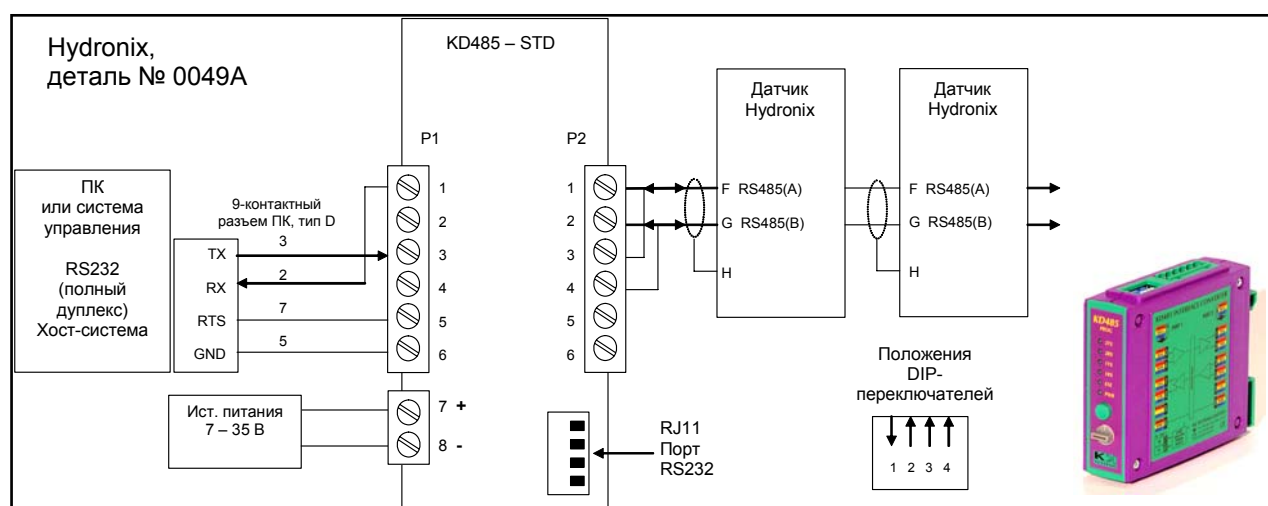 Hydronix,
деталь № 0049A
KD485 – STD
P1
P2
ПК
или система
управления
RS232
(полный
дуплекс)
Хост-система
9-контактный
разъем ПК, тип D
TX
RX
RTS
GND
3
2
7
5
1
2
3
4
5
6
7 +
8 -
Ист. питания
7 – 35 В
1
2
3
4
5
6
RJ11
Порт
RS232
Датчик
Hydronix
F RS485(A)
G RS485(B)
H
Датчик
Hydronix
F RS485(A)
G RS485(B)
H
Положения
DIP-
переключателей
1 2 3 4
KD485